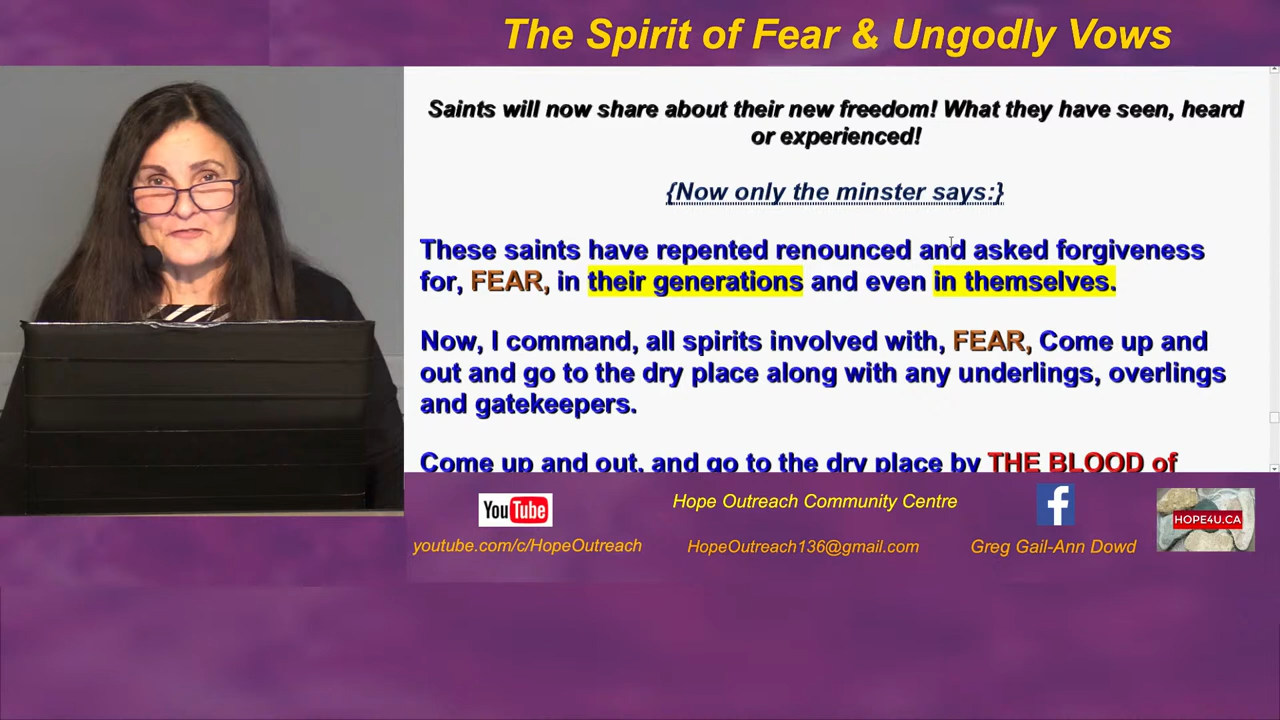 The Spirit of Fear & Ungodly Vows
Saints will now share about their new freedom! What they have seen, heard
or experienced!
{Now only the minster says:}
These saints have repented renounced and asked forgiveness
for, FEAR, in their generations and even in themselves.
Now, I command, all spirits involved with, FEAR, Come up and
out and go to the dry place along with any underlings, overlings
and gatekeepers.
Come up and out, and go to the dry place by THE BLOOD of
YouTube
Hope Outreach Community Centre
f
HOPE4U.CA
youtube.com/c/HopeOutreach
HopeOutreach136@gmail.com
Greg Gail-Ann Dowd